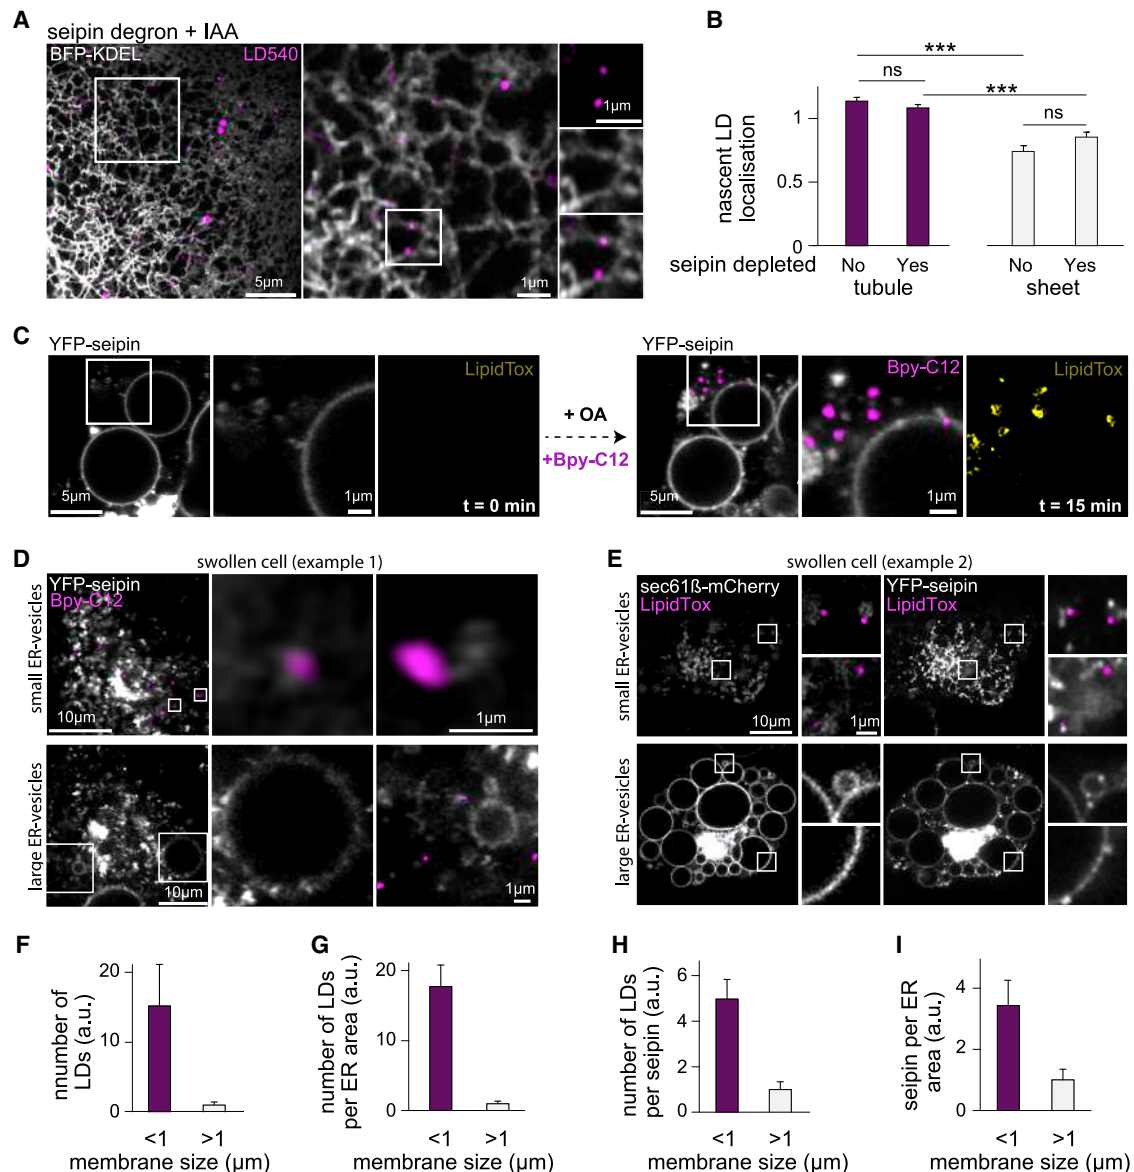 A
seipin degron + IAA
BFP-KDEL
LD540
5µm
1µm
1µm
B
nascent LD
localisation
1
0.5
0
***
ns
***
ns
seipin depleted
No
Yes
No
Yes
tubule
sheet
C
YFP-seipin
LipidTox
5µm
1µm
t = 0 min
+ OA
+Bpy-C12
YFP-seipin
Bpy-C12
LipidTox
5µm
1µm
t = 15 min
D
swollen cell (example 1)
small ER-vesicles
YFP-seipin
Bpy-C12
10µm
1µm
large ER-vesicles
10µm
1µm
E
swollen cell (example 2)
small ER-vesicles
sec61ß-mCherry
LipidTox
YFP-seipin
LipidTox
10µm
1µm
large ER-vesicles
F
nnumber of
LDs (a.u.)
20
10
0
<1
>1
membrane size (µm)
G
number of LDs
per ER area (a.u.)
20
10
0
<1
>1
membrane size (µm)
H
number of LDs
per seipin (a.u.)
6
4
2
0
<1
>1
membrane size (µm)
I
seipin per ER
area (a.u.)
4
2
0
<1
>1
membrane size (µm)